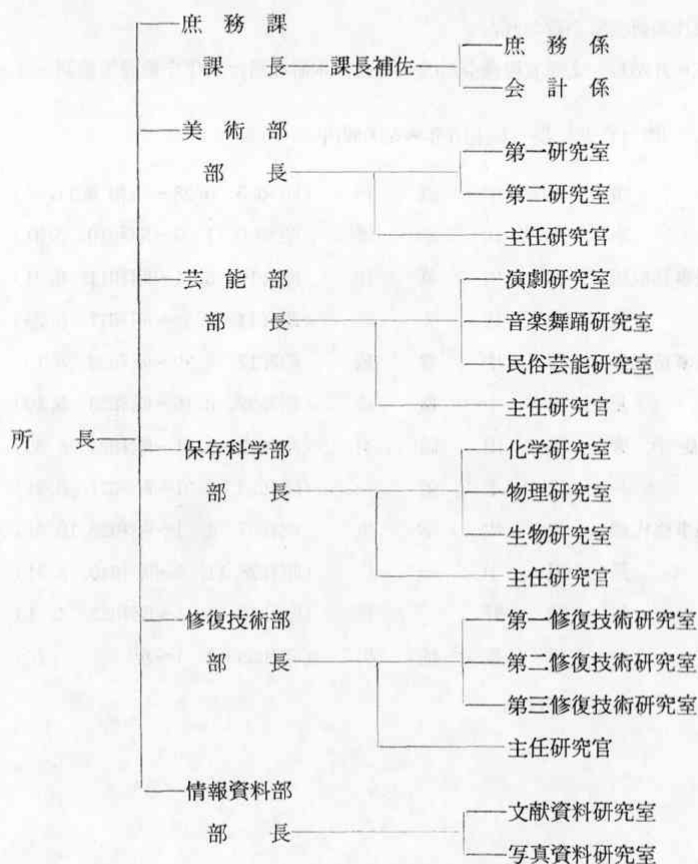 庶務課
課長 課長補佐 庶務係
会計係
美術部
部長 第一研究室
第二研究室
主任研究官
芸能部 演劇研究室
部長 音楽舞踊研究室
民俗芸能研究室
主任研究官
所長 保存科学部 化学研究室
部長 物理研究室
生物研究室
主任研究官
修復技術部 第一修復技術研究室
部長 第二修復技術研究室
第三修復技術研究室
主任研究官
情報資料部
部長 文献資料研究室
写真資料研究室